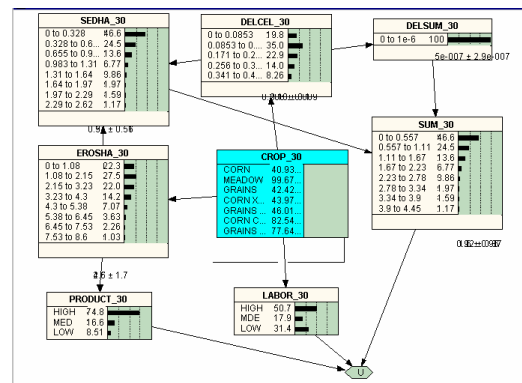 SEDHA_30
0 to 0.328 46.6
0.328 to 0.6... 24.5
0.655 to 0.9... 13.6
0.983 to 1.31 6.77
1.31 to 1.64 9.86
1.64 to 1.97 1.97
1.97 to 2.29 4.59
2.29 to 2.62 1.17
DELCEL_30
0 to 0.0853 19.8
0.0853 to 0... 35.0
0.171 to 0.2... 22.9
0.256 to 0.3... 14.0
0.341 to 0.4... 8.26
DELSUM_30
0 to 1e-6 100
5e-007 ± 2.9e-007
EROSHA_30
0 to 1.08 22.3
1.08 to 2.15 27.5
2.15 to 3.23 22.0
3.23 to 4.3 14.2
4.3 to 5.38 7.07
5.38 to 6.45 3.63
6.45 to 7.53 2.26
7.53 to 8.6 1.03
CROP_30
CORN 40.93...
MEADOW 99.67...
GRAINS 42.42...
CORN X... 43.97...
GRAINS ... 46.01...
CORN C... 82.54...
GRAINS ... 77.64...
SUM_30
0 to 0.557 46.6
0.557 to 1.11 24.5
1.11 to 1.67 13.6
1.67 to 2.23 6.77
2.23 to 2.78 9.86
2.78 to 3.34 1.97
3.34 to 3.9 4.59
3.9 to 4.45 1.17
PRODUCT_30
HIGH 74.8
MED 16.6
LOW 8.51
LABOR_30
HIGH 50.7
MDE 17.9
LOW 31.4
U